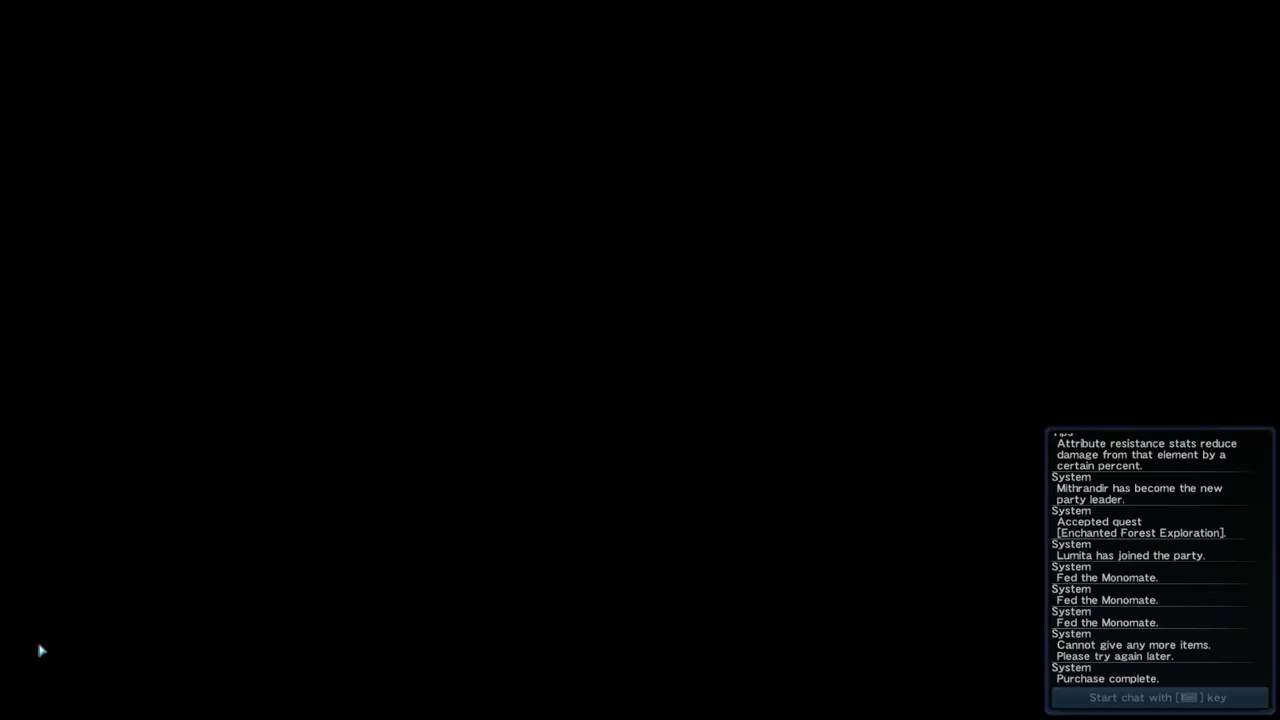 Tips
Attribute resistance stats reduce
damage from that element by a
certain percent.
System
Mithrandir has become the new
party leader.
System
Accepted quest
[Enchanted Forest Exploration].
System
Lumita has joined the party.
System
Fed the Monomate.
System
Fed the Monomate.
System
Fed the Monomate.
System
Cannot give any more items.
Please try again later.
System
Purchase complete.
Start chat with [ ] key